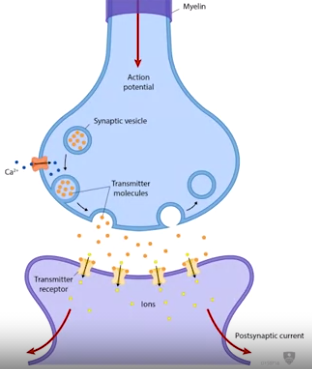 Myelin
Action
potential
Synaptic vesicle
Ca²⁺
Transmitter
molecules
Transmitter
receptor
Ions
Postsynaptic current